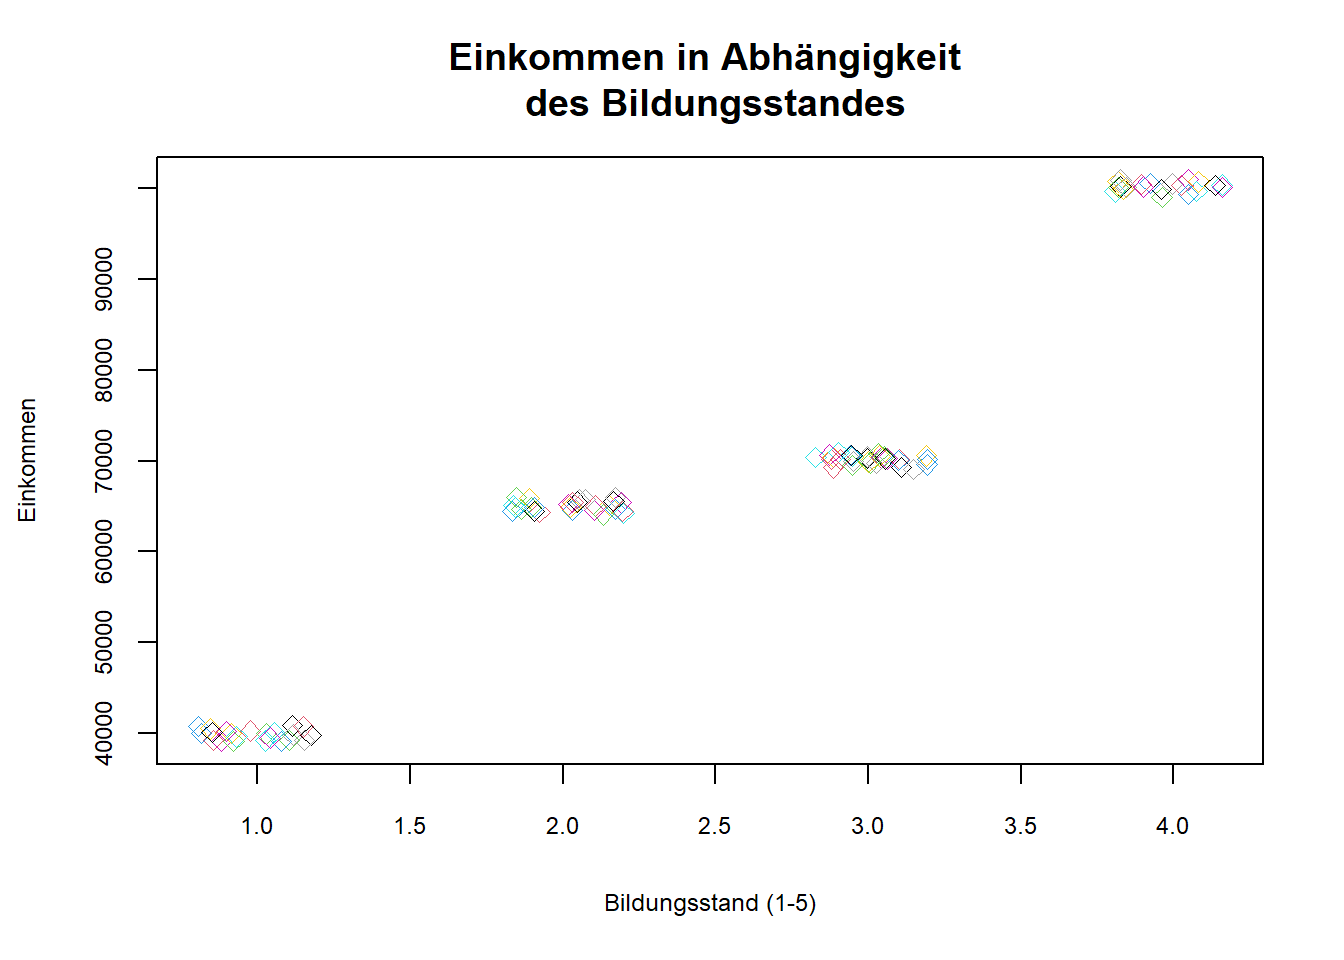 Einkommen in Abhängigkeit
des Bildungsstandes
90000
80000
70000
60000
50000
40000
Einkommen
1.0 1.5 2.0 2.5 3.0 3.5 4.0
Bildungsstand (1-5)